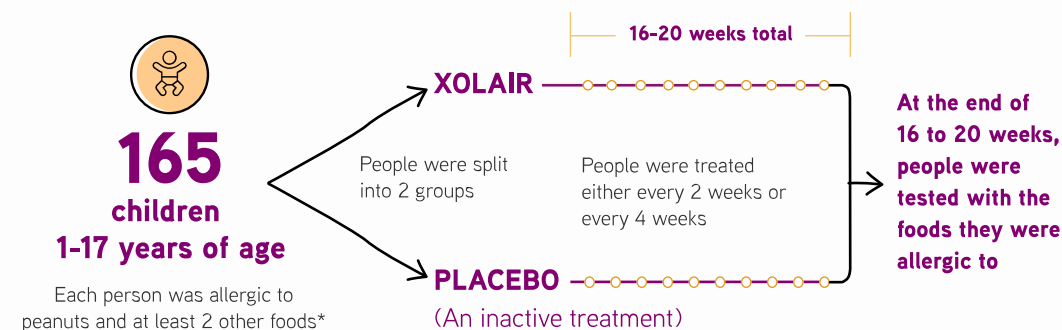 165
children
1-17 years of age
Each person was allergic to
peanuts and at least 2 other foods*
People were split
into 2 groups
XOLAIR
16-20 weeks total
People were treated
either every 2 weeks or
every 4 weeks
PLACEBO
(An inactive treatment)
At the end of
16 to 20 weeks,
people were
tested with the
foods they were
allergic to